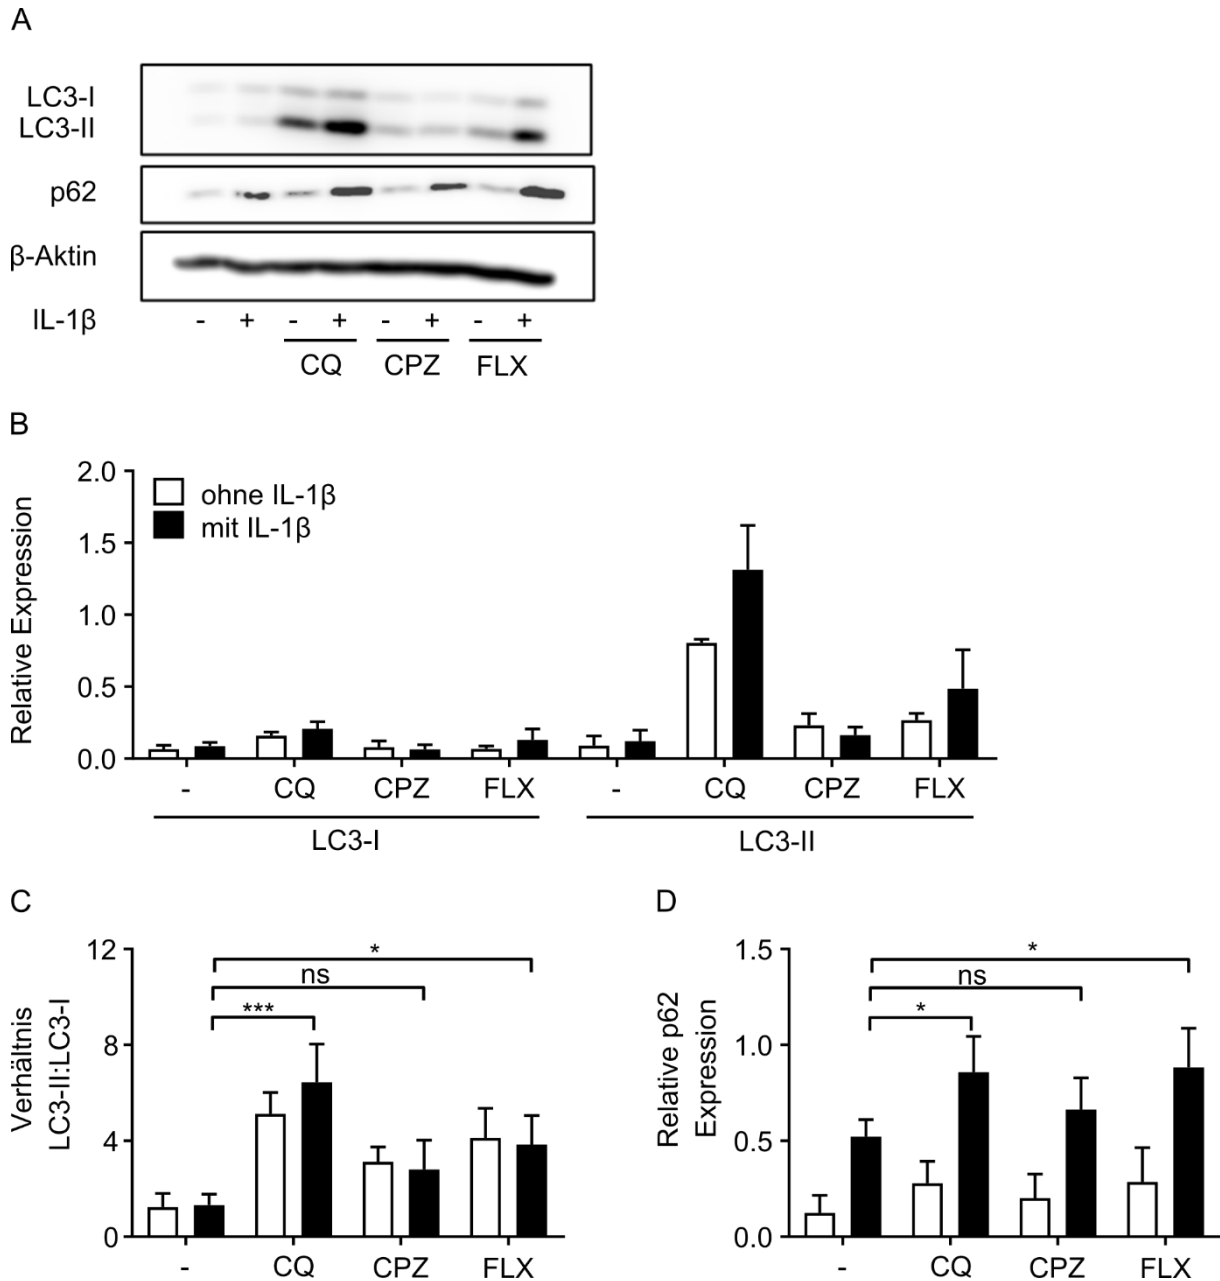 A
LC3-I
LC3-II
p62
β-Aktin
IL-1β - + - + - + - +
CQ CPZ FLX
B
Relative Expression
2.0
1.5
1.0
0.5
0.0
ohne IL-1β
mit IL-1β
- CQ CPZ FLX - CQ CPZ FLX
LC3-I LC3-II
C
Verhältnis
LC3-II:LC3-I
12
8
4
0
*
ns
***
- CQ CPZ FLX
D
Relative p62
Expression
1.5
1.0
0.5
0.0
*
ns
*
- CQ CPZ FLX